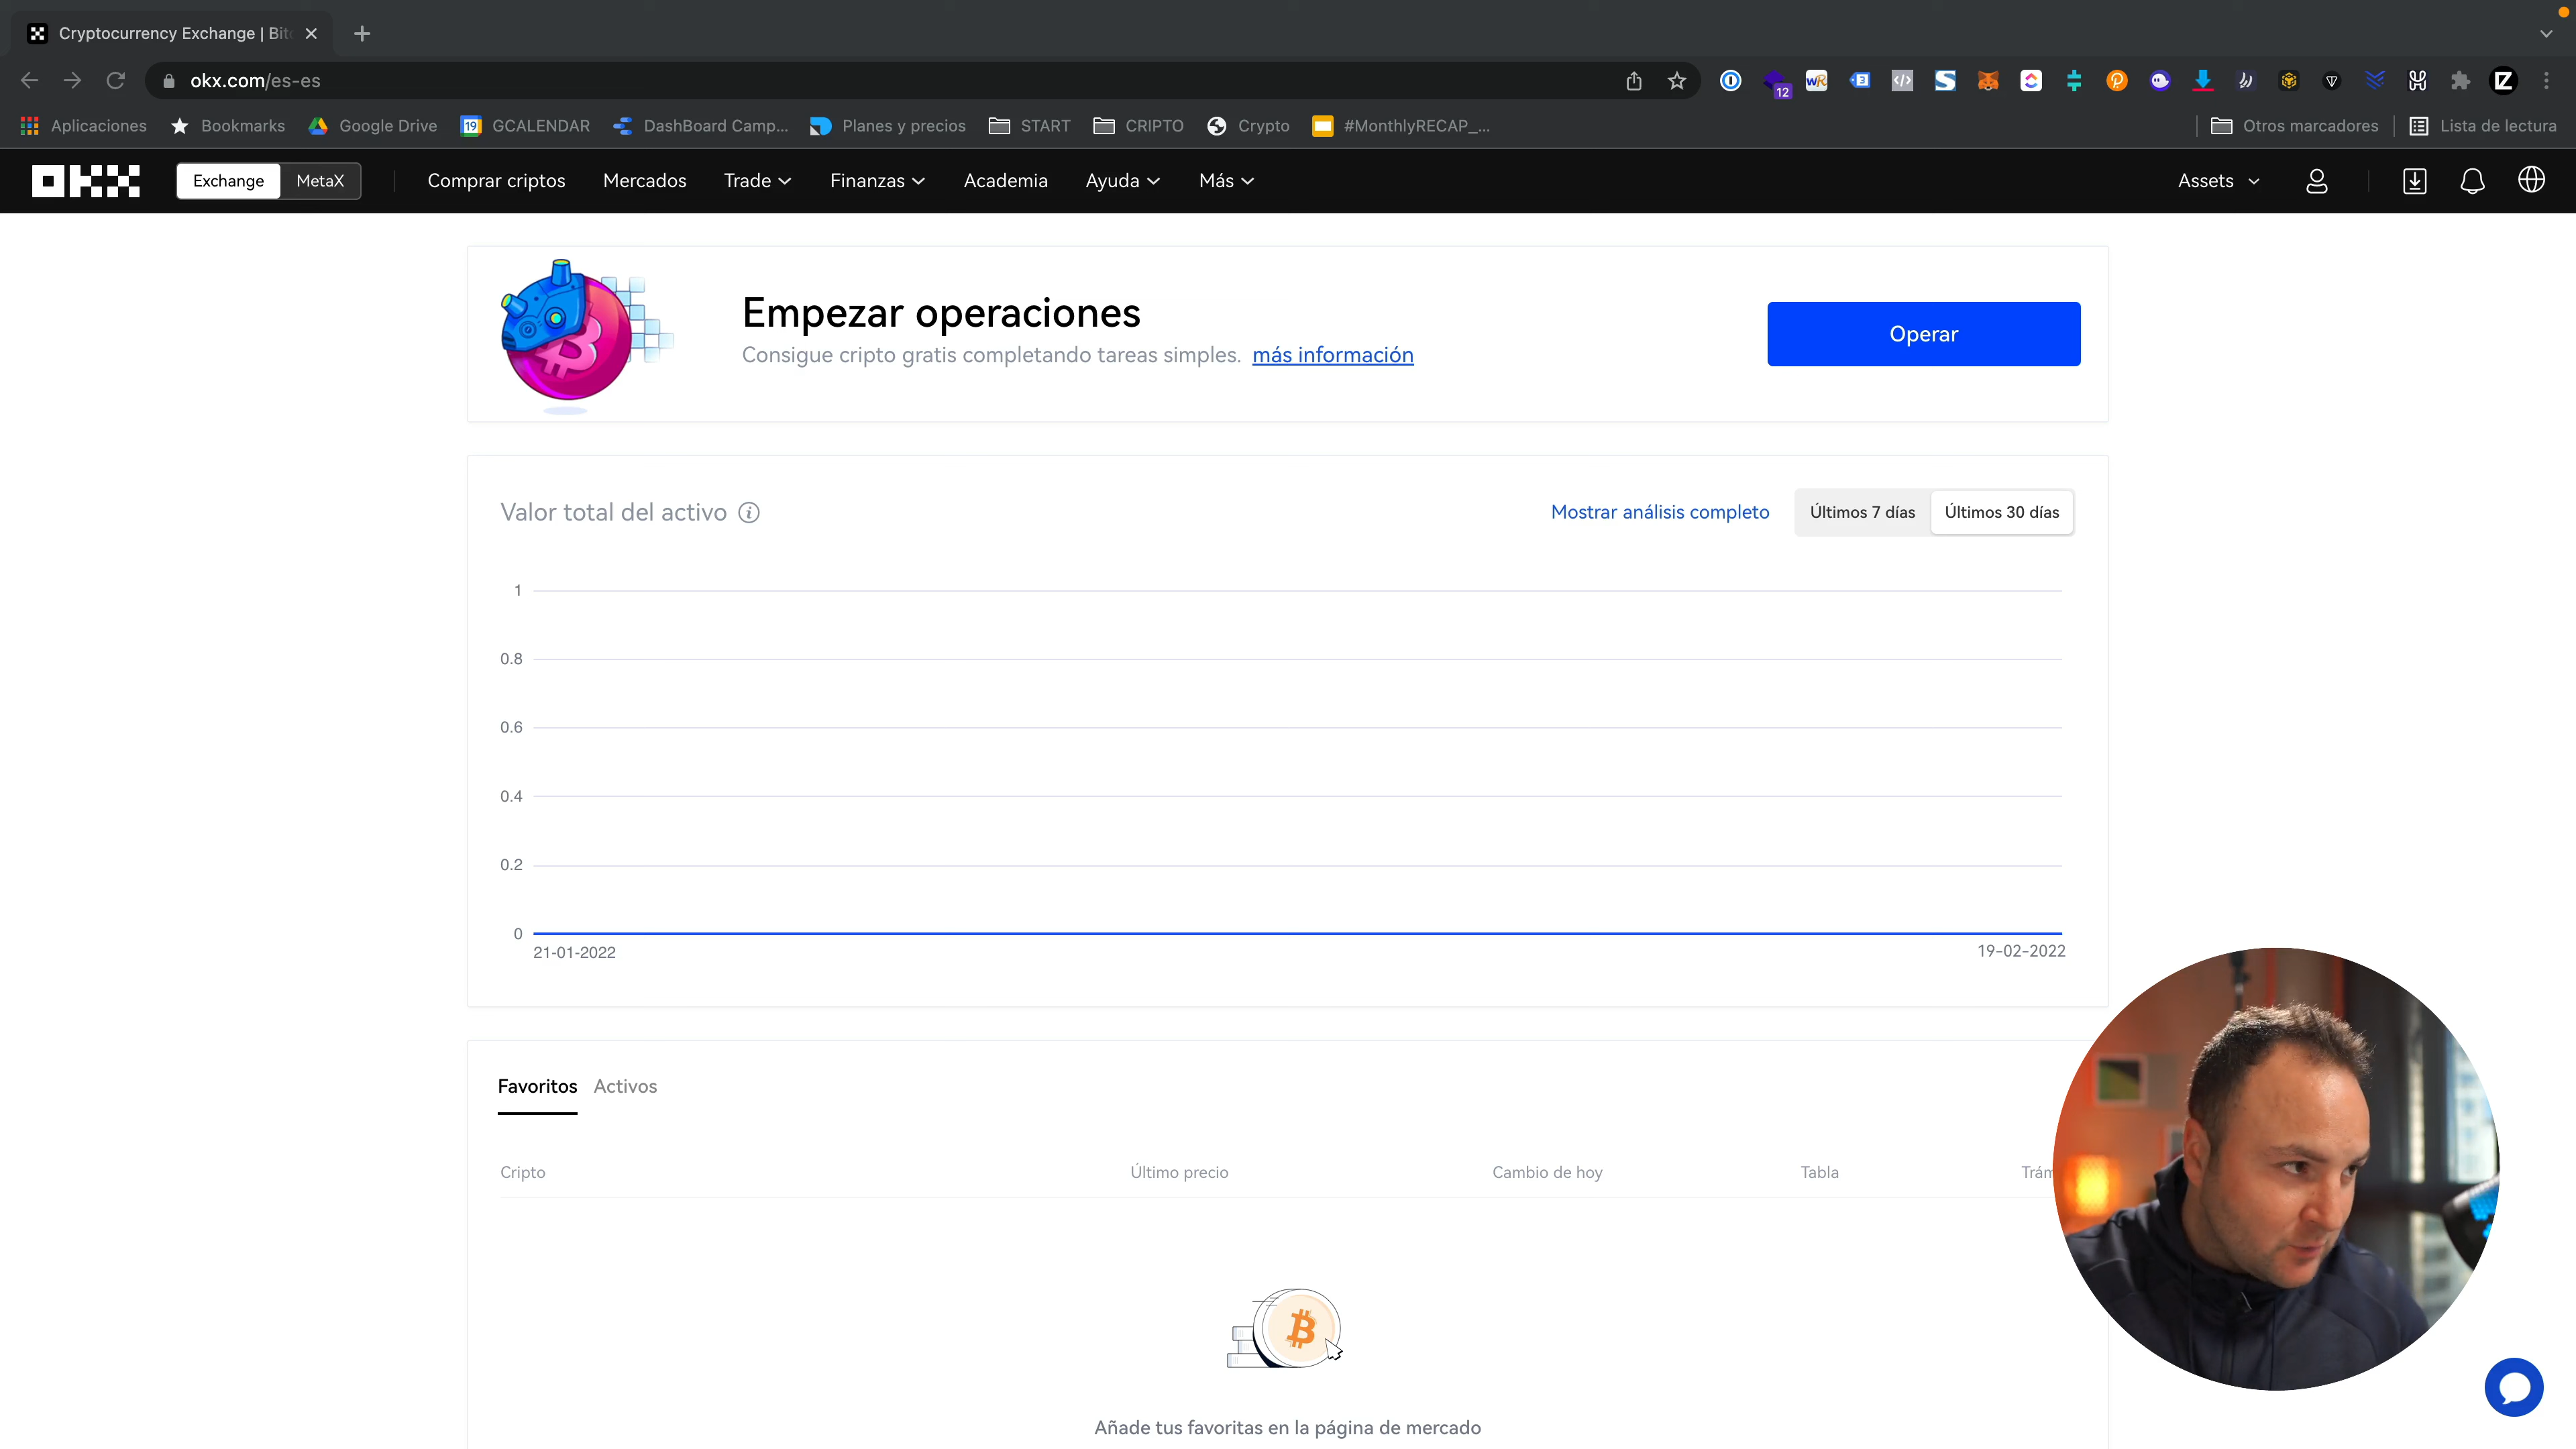 Cryptocurrency Exchange | Bit
okx.com/es-es
12
Aplicaciones
Bookmarks
Google Drive
19
GCALENDAR
DashBoard Camp...
Planes y precios
START
CRIPTO
Crypto
#MonthlyRECAP_...
Otros marcadores
Lista de lectura
OKX
Exchange
MetaX
Comprar criptos
Mercados
Trade
Finanzas
Academia
Ayuda
Más
Assets
Empezar operaciones
Consigue cripto gratis completando tareas simples. más información
Operar
Valor total del activo
Mostrar análisis completo
Últimos 7 días
Últimos 30 días
1
0.8
0.6
0.4
0.2
0
21-01-2022
19-02-2022
Favoritos
Activos
Cripto
Último precio
Cambio de hoy
Tabla
Trám
Añade tus favoritas en la página de mercado